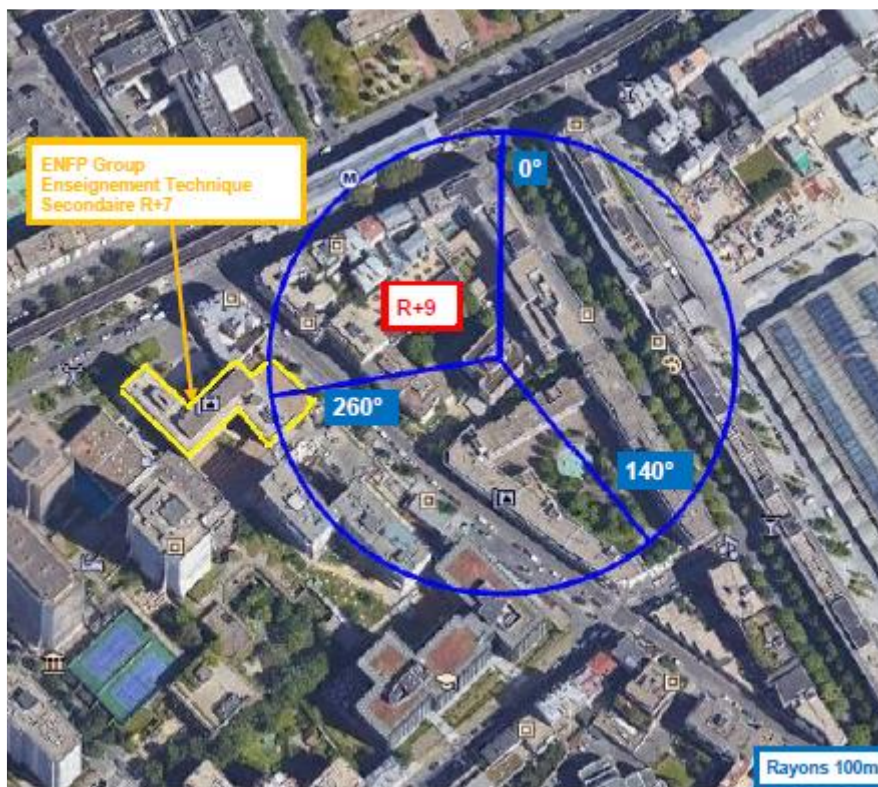 ENFP Group
Enseignement Technique
Secondaire R+7
M
0°
R+9
260°
140°
Rayons 100m